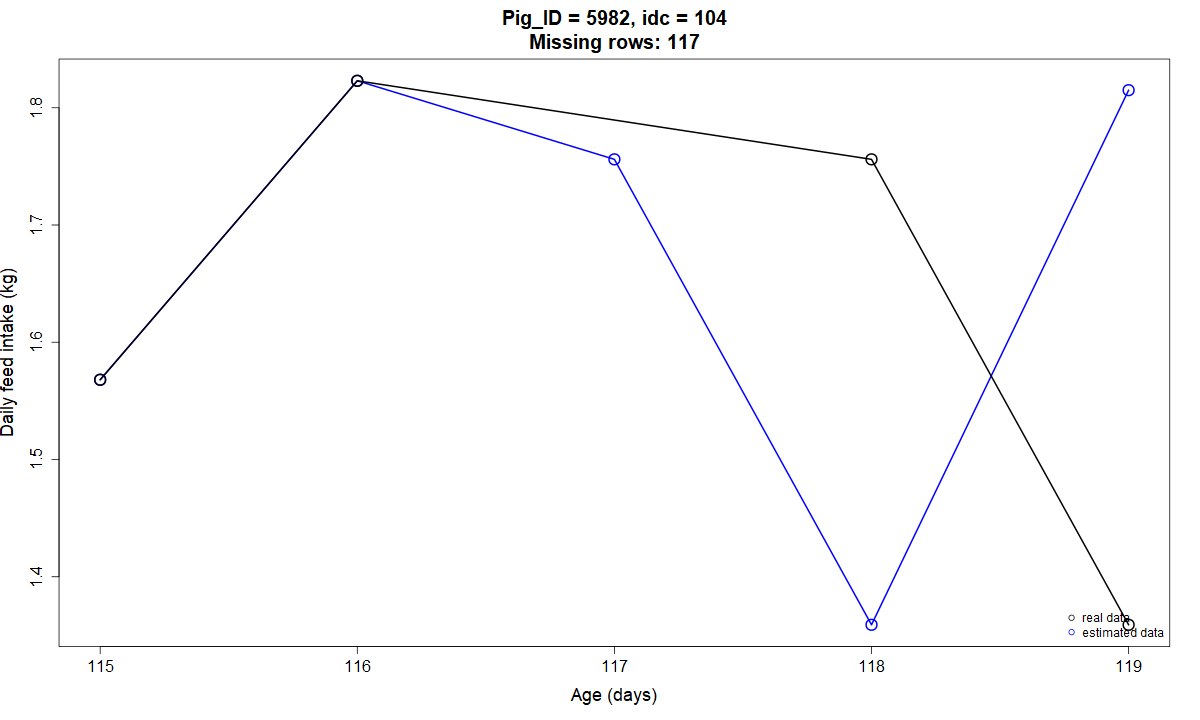 Pig_ID = 5982, idc = 104
Missing rows: 117
Daily feed intake (kg)
1.8
1.7
1.6
1.5
1.4
real data
estimated data
115 116 117 118 119
Age (days)